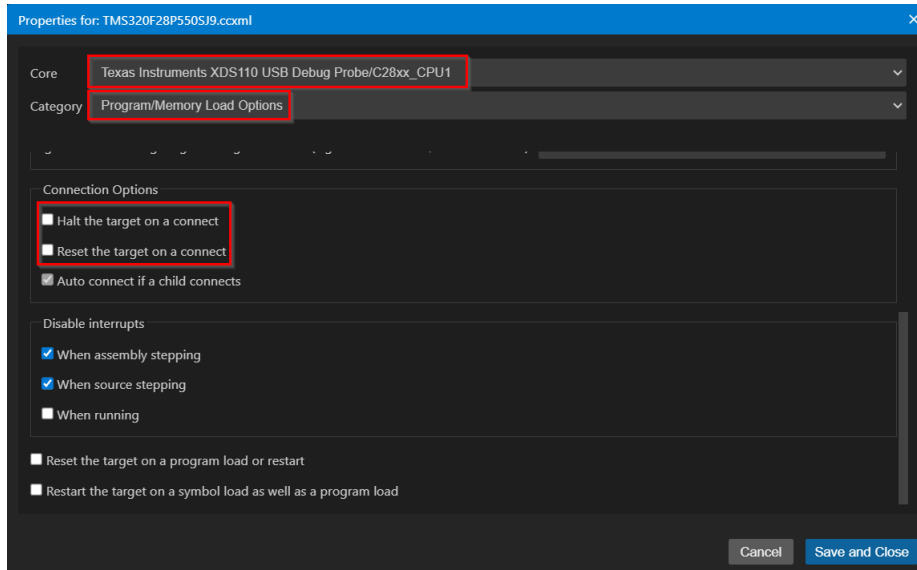 Properties for: TMS320F28P550SJ9.ccxml
Core Texas Instruments XDS110 USB Debug Probe/C28xx_CPU1
Category Program/Memory Load Options
Connection Options
Halt the target on a connect
Reset the target on a connect
Auto connect if a child connects
Disable interrupts
When assembly stepping
When source stepping
When running
Reset the target on a program load or restart
Restart the target on a symbol load as well as a program load
Cancel Save and Close